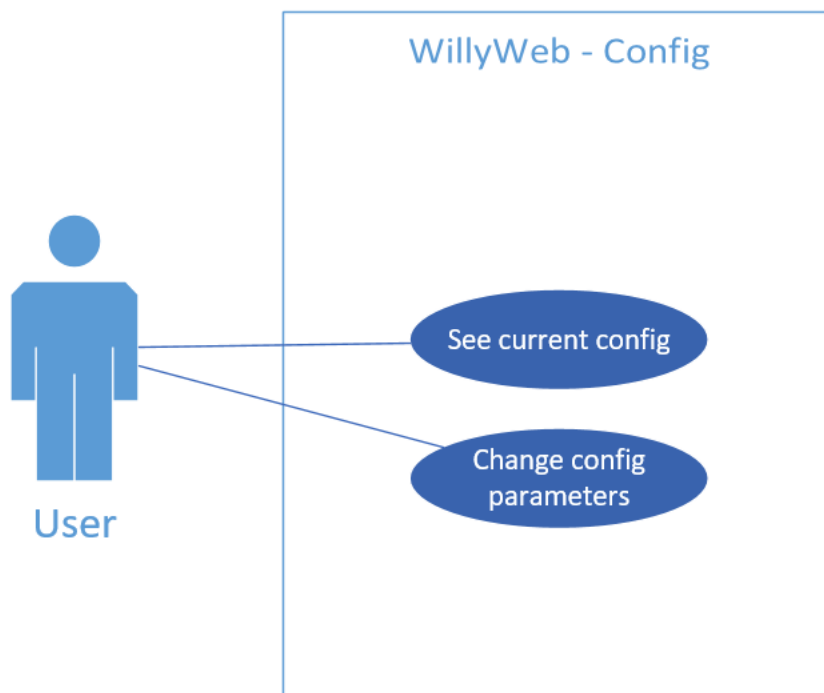 WillyWeb - Config
See current config
Change config
parameters
User